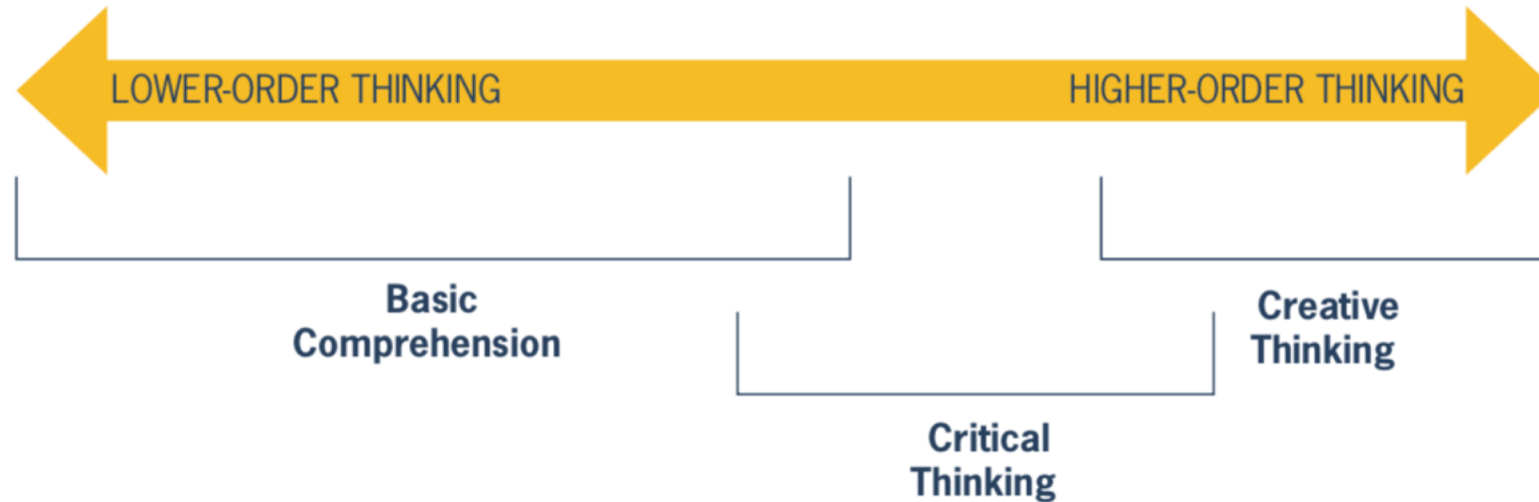 LOWER-ORDER THINKING
HIGHER-ORDER THINKING
Basic
Comprehension
Creative
Thinking
Critical
Thinking